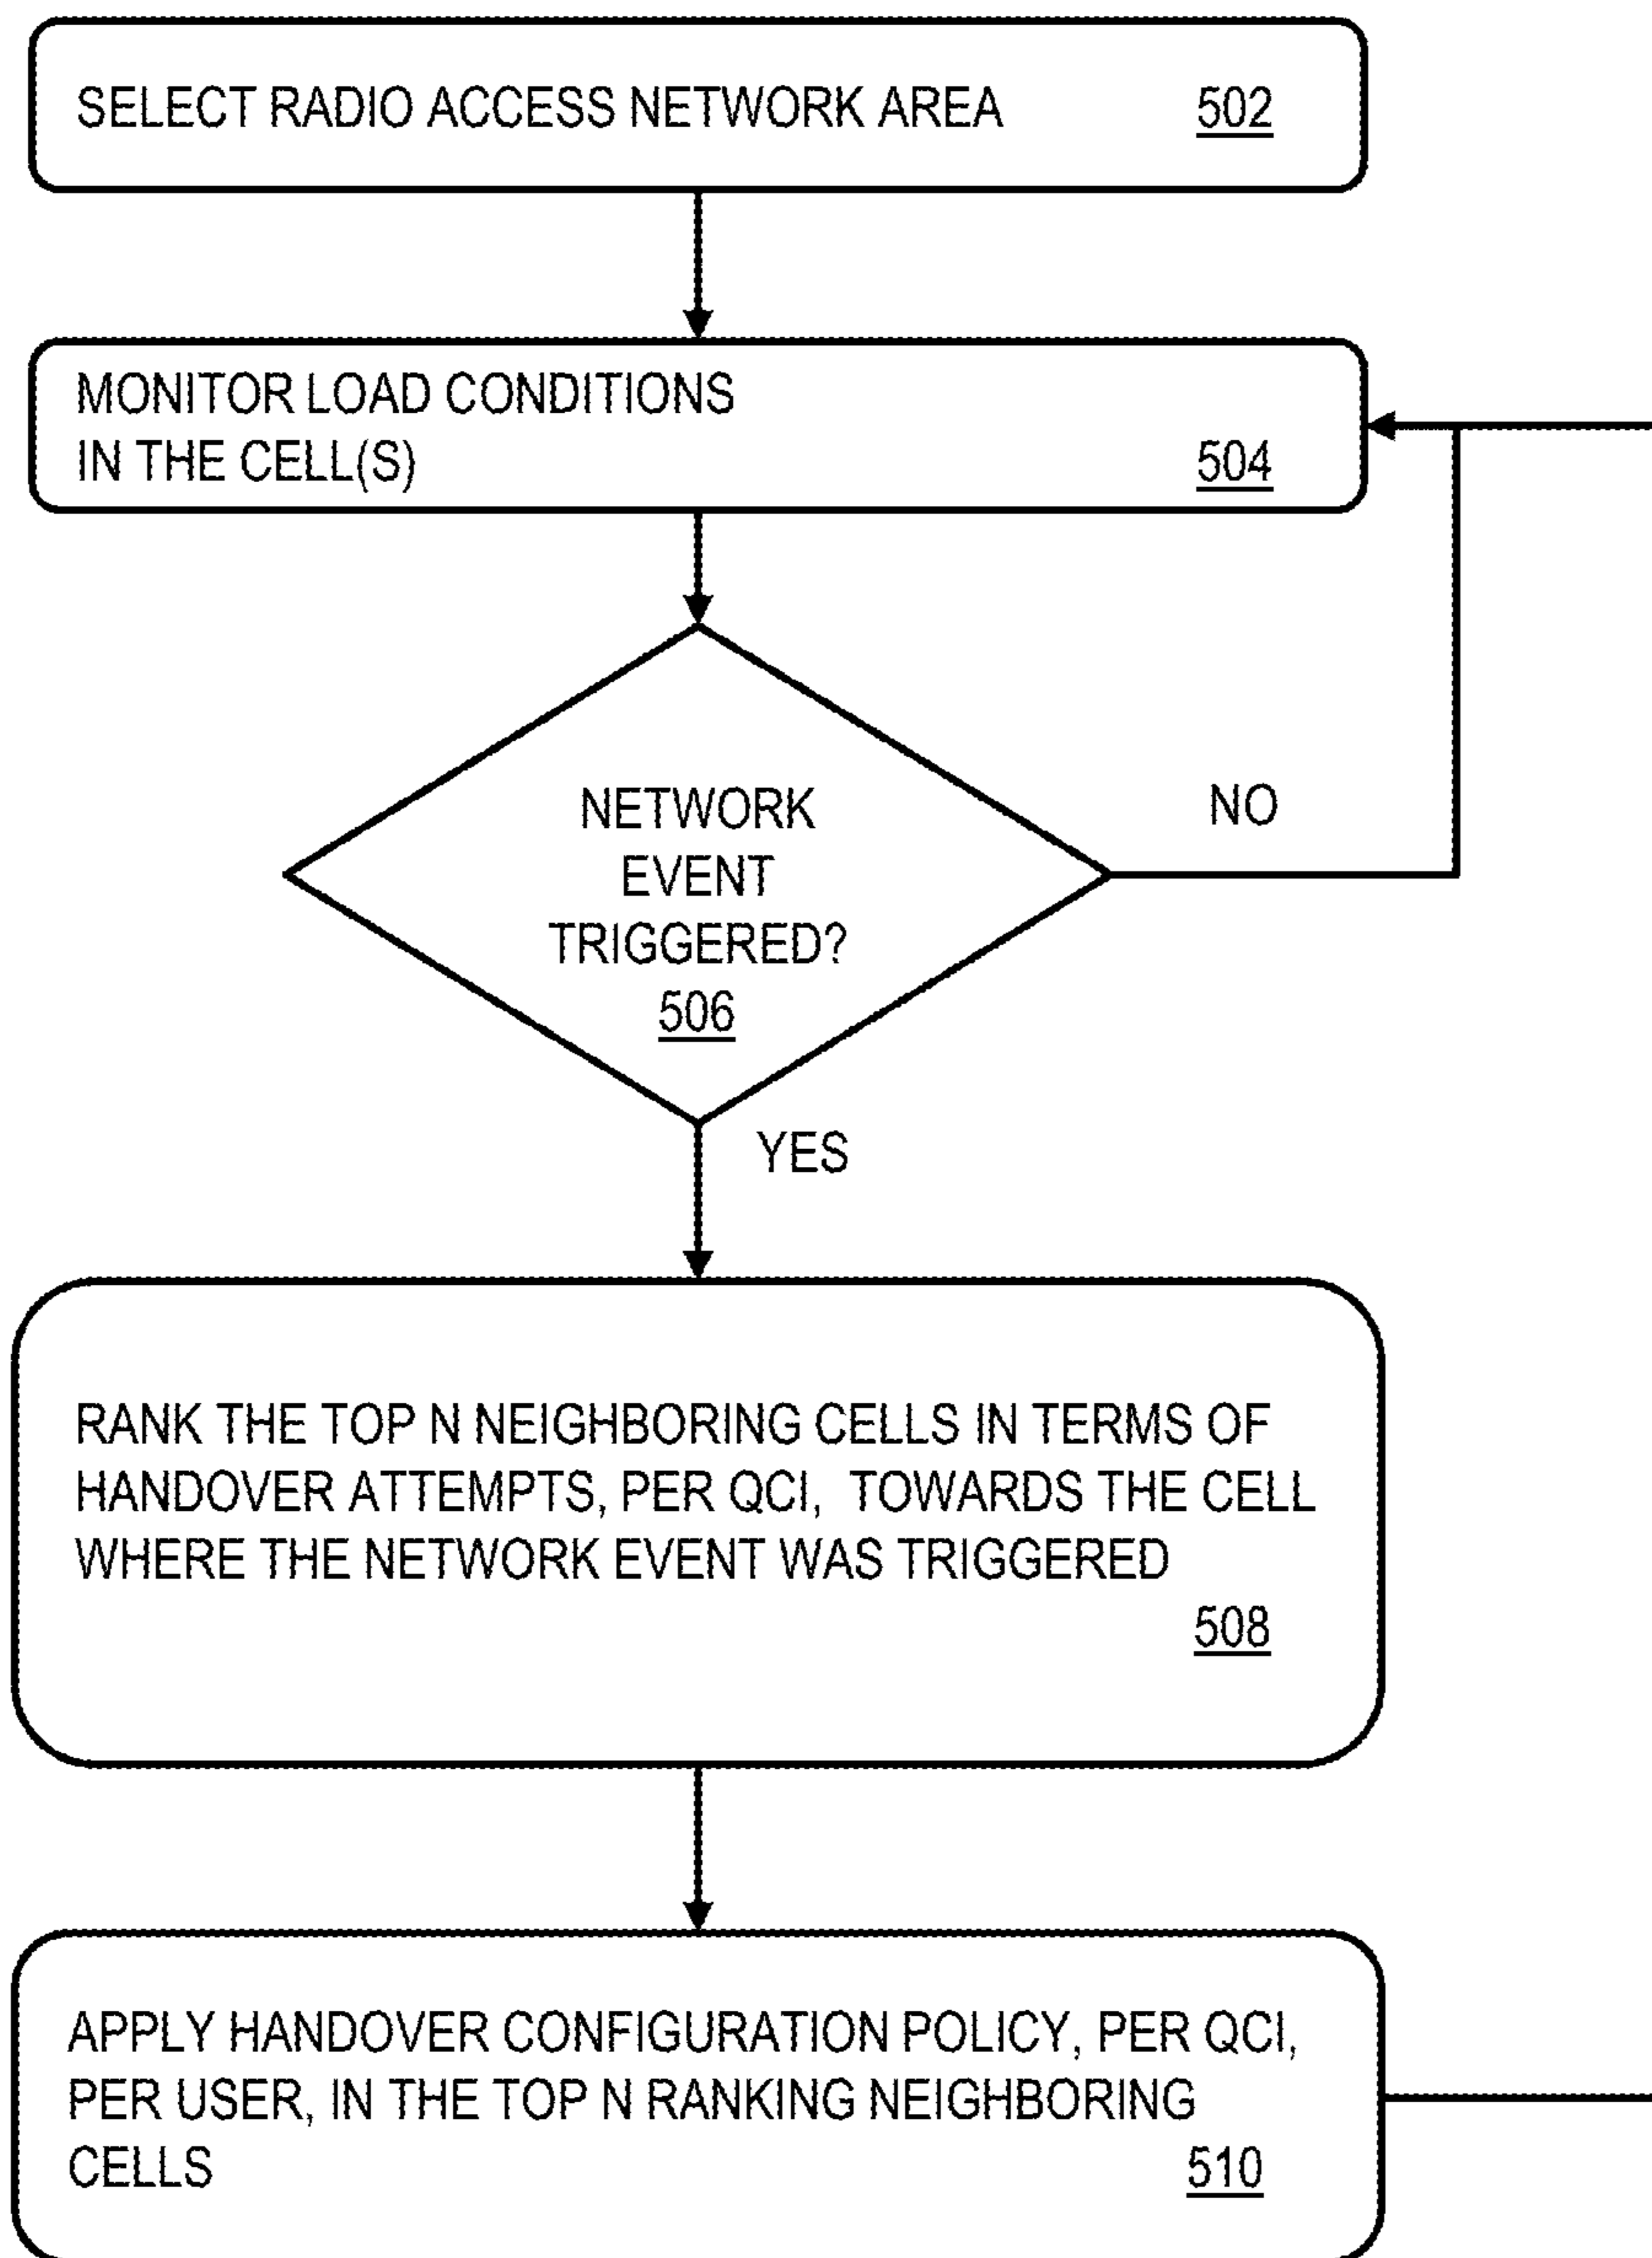 SELECT RADIO ACCESS NETWORK AREA 502
MONITOR LOAD CONDITIONS
IN THE CELL(S) 504
NETWORK
EVENT
TRIGGERED?
506
NO
YES
RANK THE TOP N NEIGHBORING CELLS IN TERMS OF
HANDOVER ATTEMPTS, PER QCI, TOWARDS THE CELL
WHERE THE NETWORK EVENT WAS TRIGGERED
508
APPLY HANDOVER CONFIGURATION POLICY, PER QCI,
PER USER, IN THE TOP N RANKING NEIGHBORING
CELLS 510